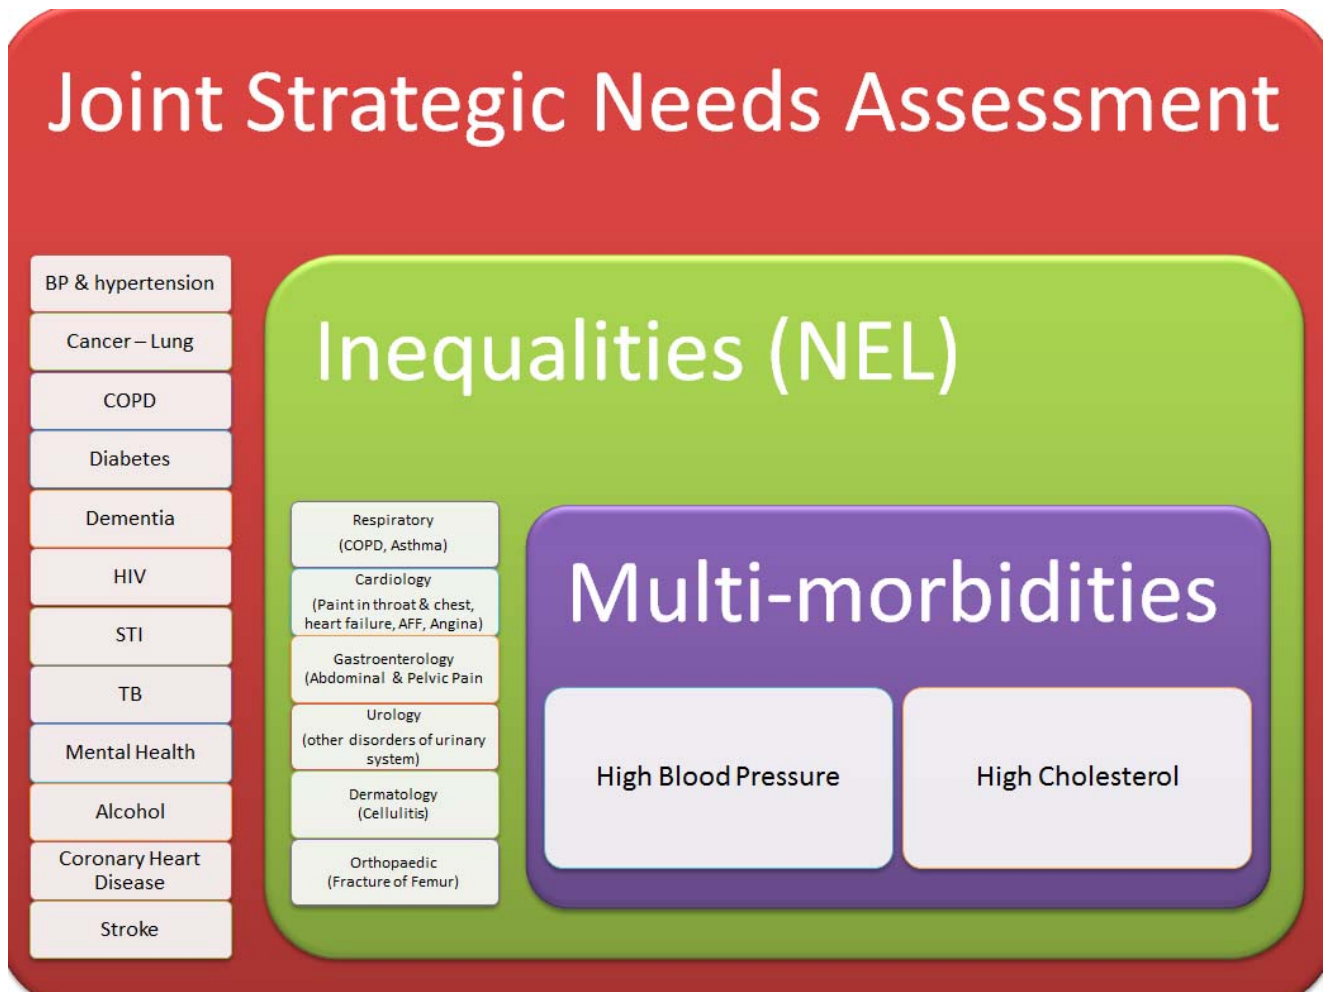 Joint Strategic Needs Assessment
BP & hypertension
Cancer – Lung
COPD
Diabetes
Dementia
HIV
STI
TB
Mental Health
Alcohol
Coronary Heart
Disease
Stroke
Inequalities (NEL)
Respiratory
(COPD, Asthma)
Cardiology
(Paint in throat & chest,
heart failure, AFF, Angina)
Gastroenterology
(Abdominal & Pelvic Pain
Urology
(other disorders of urinary
system)
Dermatology
(Cellulitis)
Orthopaedic
(Fracture of Femur)
Multi-morbidities
High Blood Pressure
High Cholesterol